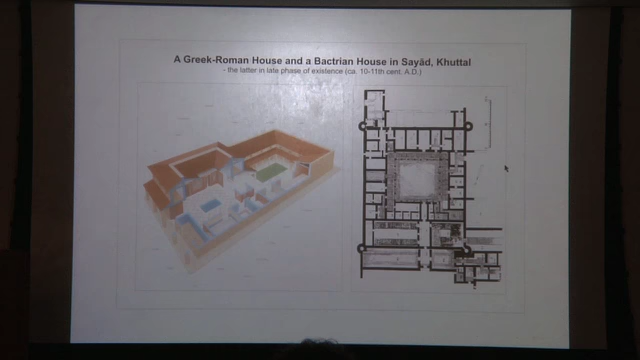 A Greek-Roman House and a Bactrian House in Sayād, Khuttal
- the latter in late phase of existence (ca. 10-11th cent. A.D.)